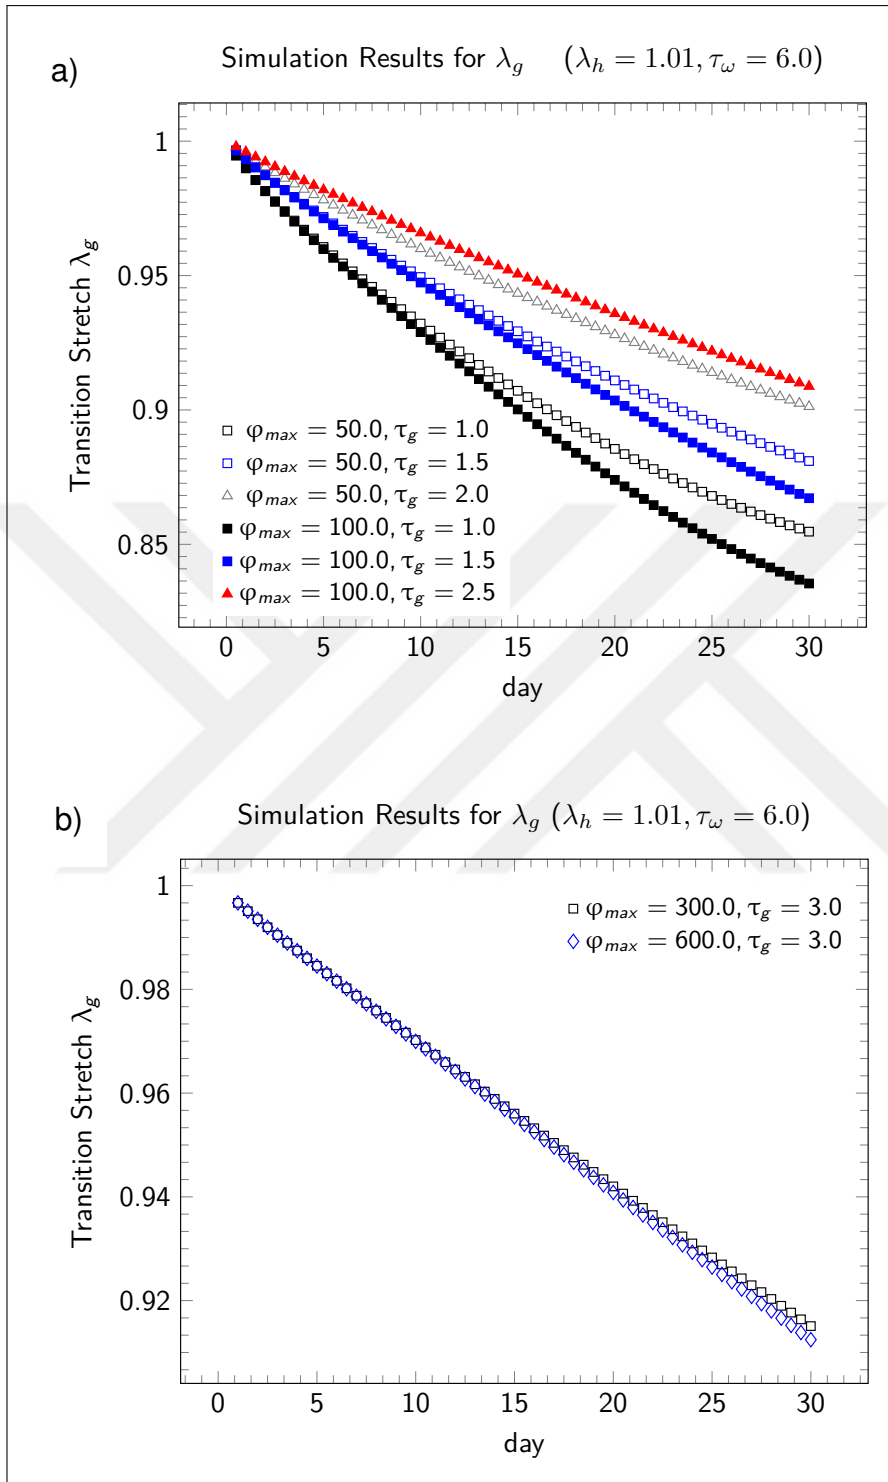 a)
Simulation Results for λg (λh = 1.01, τω = 6.0)
1
0.95
0.9
0.85
Transition Stretch λg
φmax = 50.0, τg = 1.0
φmax = 50.0, τg = 1.5
φmax = 50.0, τg = 2.0
φmax = 100.0, τg = 1.0
φmax = 100.0, τg = 1.5
φmax = 100.0, τg = 2.5
0 5 10 15 20 25 30
day
b)
Simulation Results for λg (λh = 1.01, τω = 6.0)
1
0.98
0.96
0.94
0.92
Transition Stretch λg
φmax = 300.0, τg = 3.0
φmax = 600.0, τg = 3.0
0 5 10 15 20 25 30
day